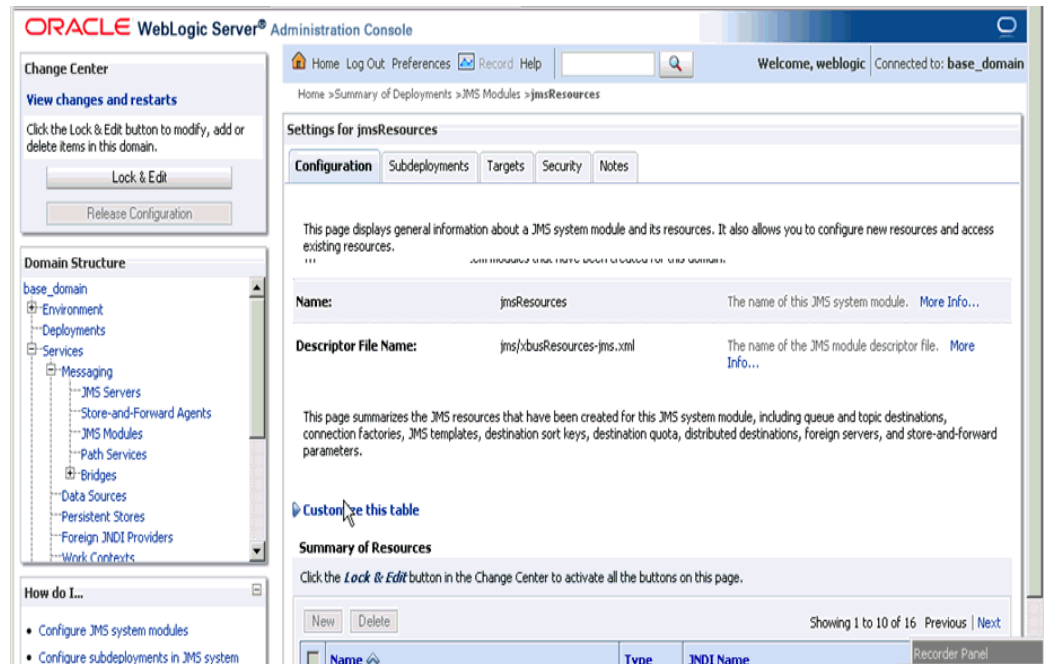 ORACLE WebLogic Server® Administration Console
Change Center
View changes and restarts
Click the Lock & Edit button to modify, add or
delete items in this domain.
Lock & Edit
Release Configuration
Domain Structure
base_domain
Environment
Deployments
Services
Messaging
JMS Servers
Store-and-Forward Agents
JMS Modules
Path Services
Bridges
Data Sources
Persistent Stores
Foreign JNDI Providers
Work Contexts
How do I...
Configure JMS system modules
Configure subdeployments in JMS system
Home Log Out Preferences Record Help
Welcome, weblogic Connected to: base_domain
Home >Summary of Deployments >JMS Modules >jmsResources
Settings for jmsResources
Configuration Subdeployments Targets Security Notes
This page displays general information about a JMS system module and its resources. It also allows you to configure new resources and access
existing resources.
modules that have been created for this domain.
Name: jmsResources The name of this JMS system module. More Info...
Descriptor File Name: jms/xbusResources-jms.xml The name of the JMS module descriptor file. More
Info...
This page summarizes the JMS resources that have been created for this JMS system module, including queue and topic destinations,
connection factories, JMS templates, destination sort keys, destination quota, distributed destinations, foreign servers, and store-and-forward
parameters.
Customize this table
Summary of Resources
Click the Lock & Edit button in the Change Center to activate all the buttons on this page.
New Delete Showing 1 to 10 of 16 Previous | Next
Name Type JNDI Name
Recorder Panel